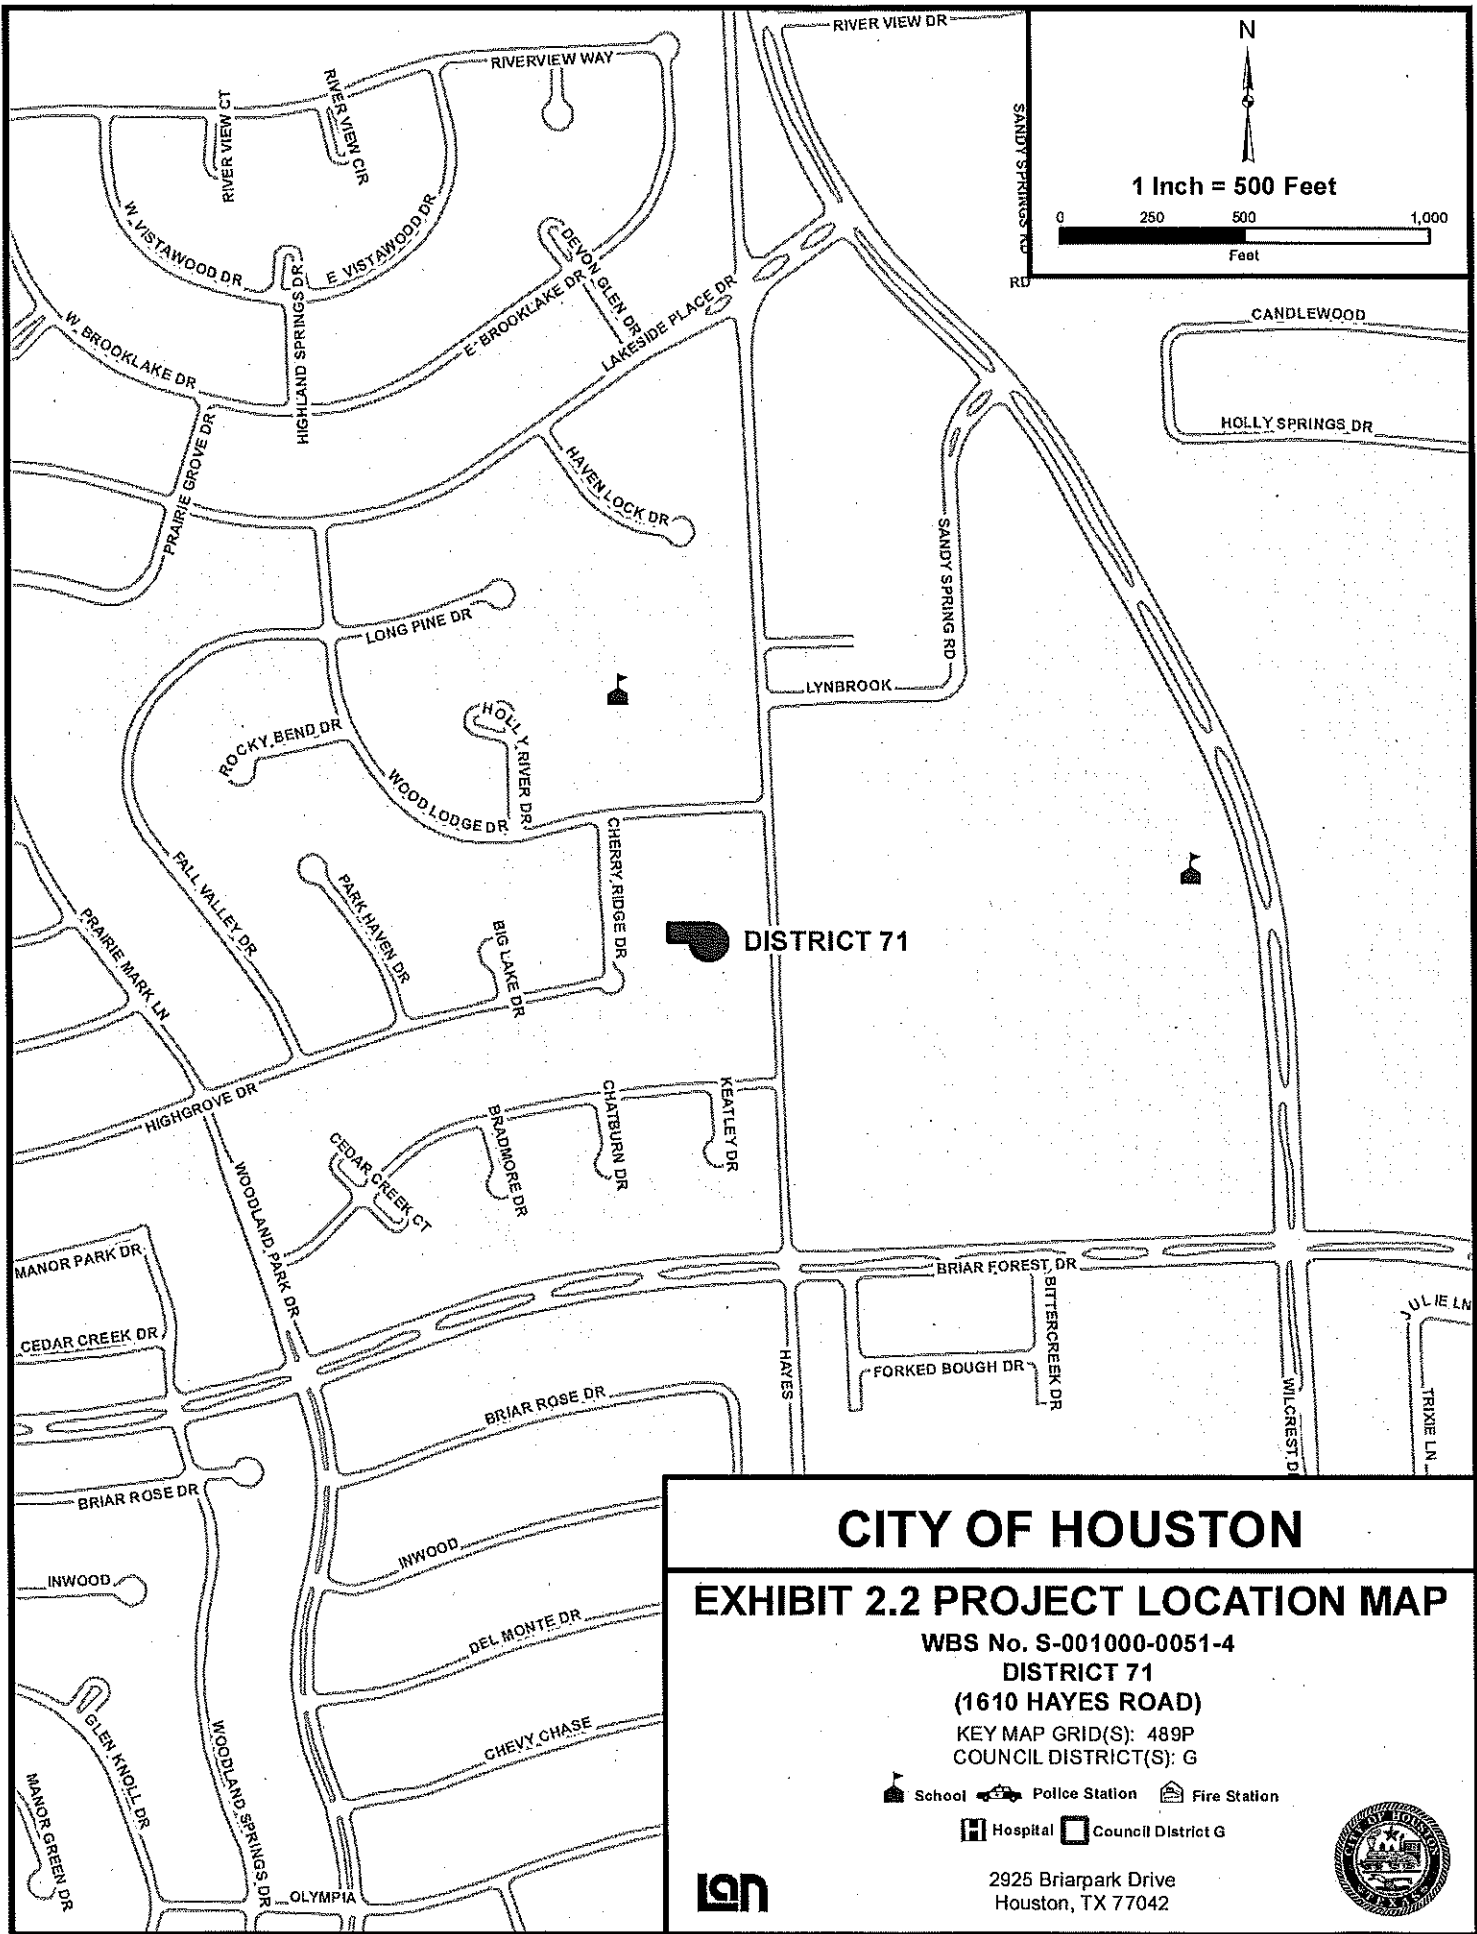 RIVER VIEW DR
N
1 Inch = 500 Feet
0 250 500 1,000
Feet
RIVERVIEW WAY
RIVER VIEW CT
RIVER VIEW CIR
SANDY SPRINGS RD
RD
W VISTAWOOD DR
E VISTAWOOD DR
HIGHLAND SPRINGS DR
DEVON GLEN DR
E BROOKLAKE DR
LAKESIDE PLACE DR
W BROOKLAKE DR
CANDLEWOOD
HOLLY SPRINGS DR
PRAIRIE GROVE DR
HAVEN LOCK DR
SANDY SPRING RD
LONG PINE DR
LYNBROOK
ROCKY BEND DR
HOLLY RIVER DR
WOOD LODGE DR
CHERRY RIDGE DR
FALL VALLEY DR
PARK HAVEN DR
BIG LAKE DR
DISTRICT 71
PRAIRIE MARK LN
HIGHGROVE DR
CEDAR CREEK CT
BRADMORE DR
CHATBURN DR
KEATLEY DR
WOODLAND PARK DR
MANOR PARK DR
CEDAR CREEK DR
BRIAR FOREST DR
BITTERCREEK DR
FORKED BOUGH DR
HAYES
JULIE LN
TRIXIE LN
WILCREST D
BRIAR ROSE DR
BRIAR ROSE DR
INWOOD
INWOOD
DEL MONTE DR
CHEVY CHASE
GLEN KNOLL DR
WOODLAND SPRINGS DR
MANOR GREEN DR
OLYMPIA
CITY OF HOUSTON
EXHIBIT 2.2 PROJECT LOCATION MAP
WBS No. S-001000-0051-4
DISTRICT 71
(1610 HAYES ROAD)
KEY MAP GRID(S): 489P
COUNCIL DISTRICT(S): G
School Police Station Fire Station
H Hospital Council District G
lan
2925 Briarpark Drive
Houston, TX 77042
CITY OF HOUSTON
TEXAS